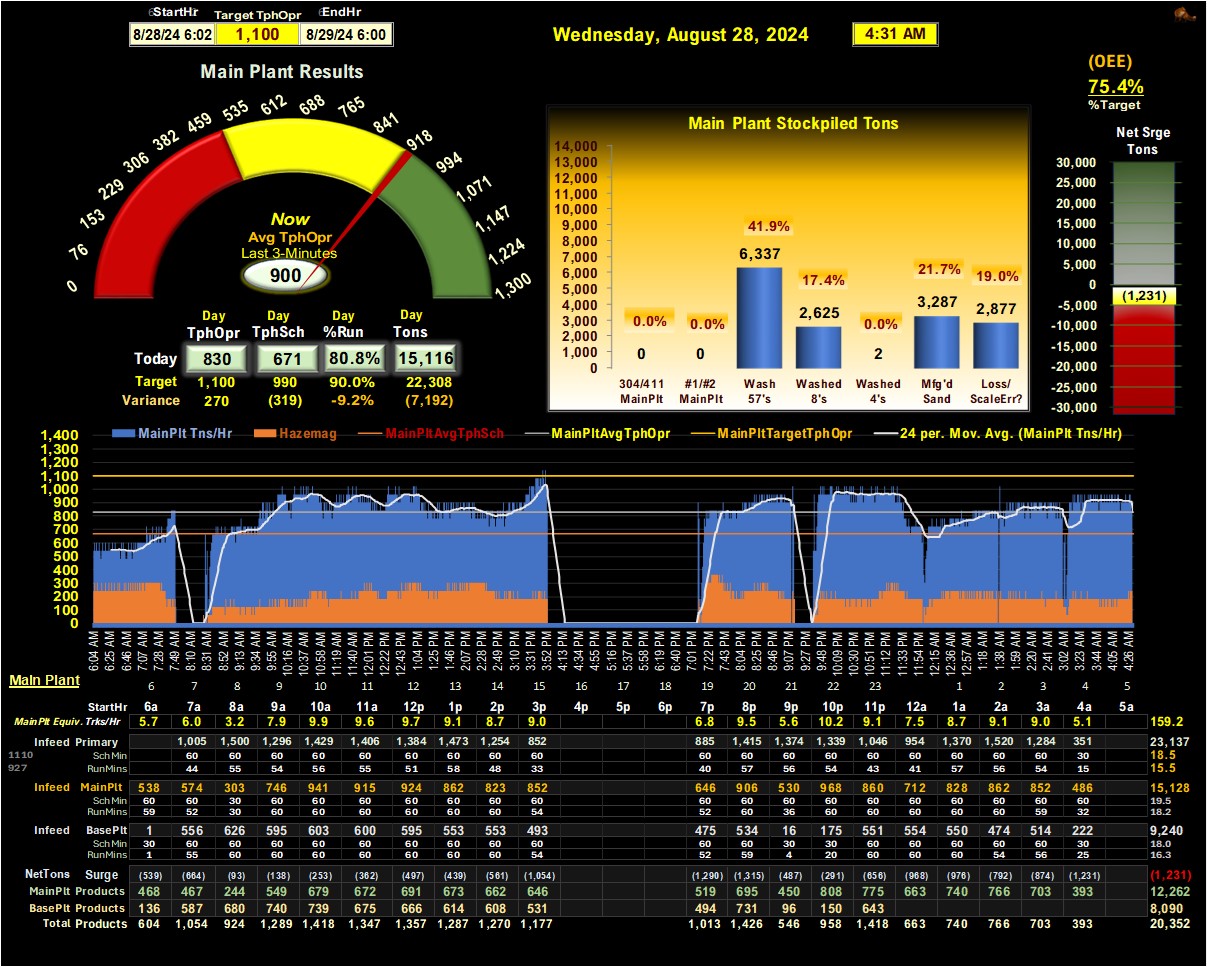 StartHr Target TphOpr EndHr
8/28/24 6:02 1,100 8/29/24 6:00
Wednesday, August 28, 2024 4:31 AM
(OEE)
75.4%
%Target
Main Plant Results
0 76 153 229 306 382 459 535 612 688 765 841 918 994 1,071 1,147 1,224 1,300
Now
Avg TphOpr
Last 3-Minutes
900
Day Day Day Day
TphOpr TphSch %Run Tons
Today 830 671 80.8% 15,116
Target 1,100 990 90.0% 22,308
Variance 270 (319) -9.2% (7,192)
Main Plant Stockpiled Tons
14,000
13,000
12,000
11,000
10,000
9,000
8,000
7,000
6,000
5,000
4,000
3,000
2,000
1,000
0
0.0% 0.0% 41.9% 17.4% 0.0% 21.7% 19.0%
0 0 6,337 2,625 2 3,287 2,877
304/411 #1/#2 Wash Washed Washed Mfg'd Loss/
MainPlt MainPlt 57's 8's 4's Sand ScaleErr?
Net Srge
Tons
30,000
25,000
20,000
15,000
10,000
5,000
0
-5,000
-10,000
-15,000
-20,000
-25,000
-30,000
(1,231)
MainPlt Tns/Hr Hazemag MainPltAvgTphSch MainPltAvgTphOpr MainPltTargetTphOpr 24 per. Mov. Avg. (MainPlt Tns/Hr)
1,400
1,300
1,200
1,100
1,000
900
800
700
600
500
400
300
200
100
0
6:04 AM 6:25 AM 6:46 AM 7:07 AM 7:28 AM 7:49 AM 8:10 AM 8:31 AM 8:52 AM 9:13 AM 9:34 AM 9:55 AM 10:16 AM 10:37 AM 10:58 AM 11:19 AM 11:40 AM 12:01 PM 12:22 PM 12:43 PM 1:04 PM 1:25 PM 1:46 PM 2:07 PM 2:28 PM 2:49 PM 3:10 PM 3:31 PM 3:52 PM 4:13 PM 4:34 PM 4:55 PM 5:16 PM 5:37 PM 5:58 PM 6:19 PM 6:40 PM 7:01 PM 7:22 PM 7:43 PM 8:04 PM 8:25 PM 8:46 PM 9:07 PM 9:27 PM 9:48 PM 10:09 PM 10:30 PM 10:51 PM 11:12 PM 11:33 PM 11:54 PM 12:15 AM 12:36 AM 12:57 AM 1:18 AM 1:38 AM 1:59 AM 2:20 AM 2:41 AM 3:02 AM 3:23 AM 3:44 AM 4:05 AM 4:26 AM
Main Plant
6 7 8 9 10 11 12 13 14 15 16 17 18 19 20 21 22 23 1 2 3 4 5
StartHr 6a 7a 8a 9a 10a 11a 12p 1p 2p 3p 4p 5p 6p 7p 8p 9p 10p 11p 12a 1a 2a 3a 4a 5a
MainPlt Equiv. Trks/Hr 5.7 6.0 3.2 7.9 9.9 9.6 9.7 9.1 8.7 9.0 6.8 9.5 5.6 10.2 9.1 7.5 8.7 9.1 9.0 5.1 159.2
Infeed Primary 1,005 1,500 1,296 1,429 1,406 1,384 1,473 1,254 852 885 1,415 1,374 1,339 1,046 954 1,370 1,520 1,284 351 23,137
1110 Sch Min 60 60 60 60 60 60 60 60 60 60 60 60 60 60 60 60 60 60 30 18.5
927 RunMins 44 55 54 56 55 51 58 48 33 40 57 56 54 43 41 57 56 54 15 15.5
Infeed MainPlt 538 574 303 746 941 915 924 862 823 852 646 906 530 968 860 712 828 862 852 486 15,128
Sch Min 60 60 30 60 60 60 60 60 60 60 60 60 60 60 60 60 60 60 60 30 19.5
RunMins 59 52 30 60 60 60 60 60 60 54 52 60 36 60 60 60 60 60 59 32 18.2
Infeed BasePlt 1 556 626 595 603 600 595 553 553 493 475 534 16 175 551 554 550 474 514 222 9,240
Sch Min 30 60 60 60 60 60 60 60 60 60 60 60 30 30 60 60 60 60 60 30 18.0
RunMins 1 55 60 60 60 60 60 60 60 54 52 59 4 20 60 60 60 54 56 25 16.3
NetTons Surge (539) (664) (93) (138) (253) (362) (497) (439) (561) (1,054) (1,290) (1,315) (487) (291) (656) (968) (976) (792) (874) (1,231) (1,231)
MainPlt Products 468 467 244 549 679 672 691 673 662 646 519 695 450 808 775 663 740 766 703 393 12,262
BasePlt Products 136 587 680 740 739 675 666 614 608 531 494 731 96 150 643 8,090
Total Products 604 1,054 924 1,289 1,418 1,347 1,357 1,287 1,270 1,177 1,013 1,426 546 958 1,418 663 740 766 703 393 20,352